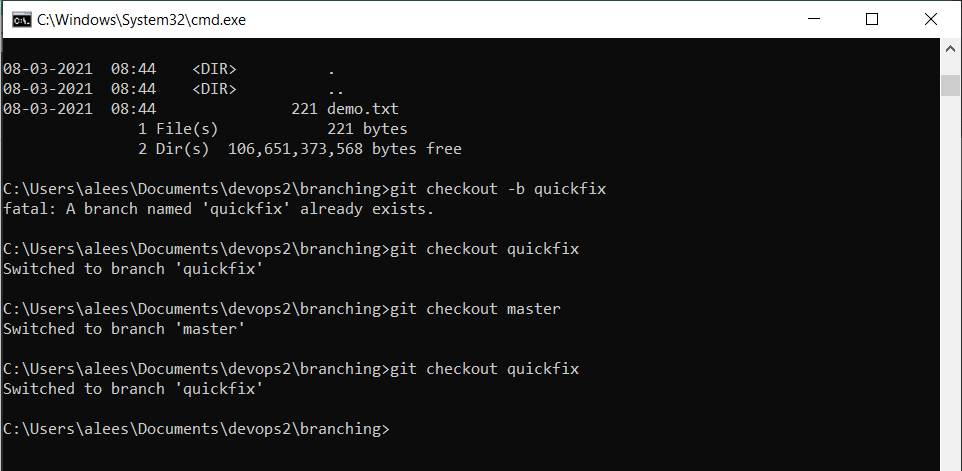 C:\Windows\System32\cmd.exe
08-03-2021  08:44    <DIR>          .
08-03-2021  08:44    <DIR>          ..
08-03-2021  08:44               221 demo.txt
               1 File(s)            221 bytes
               2 Dir(s)  106,651,373,568 bytes free
C:\Users\alees\Documents\devops2\branching>git checkout -b quickfix
fatal: A branch named 'quickfix' already exists.
C:\Users\alees\Documents\devops2\branching>git checkout quickfix
Switched to branch 'quickfix'
C:\Users\alees\Documents\devops2\branching>git checkout master
Switched to branch 'master'
C:\Users\alees\Documents\devops2\branching>git checkout quickfix
Switched to branch 'quickfix'
C:\Users\alees\Documents\devops2\branching>